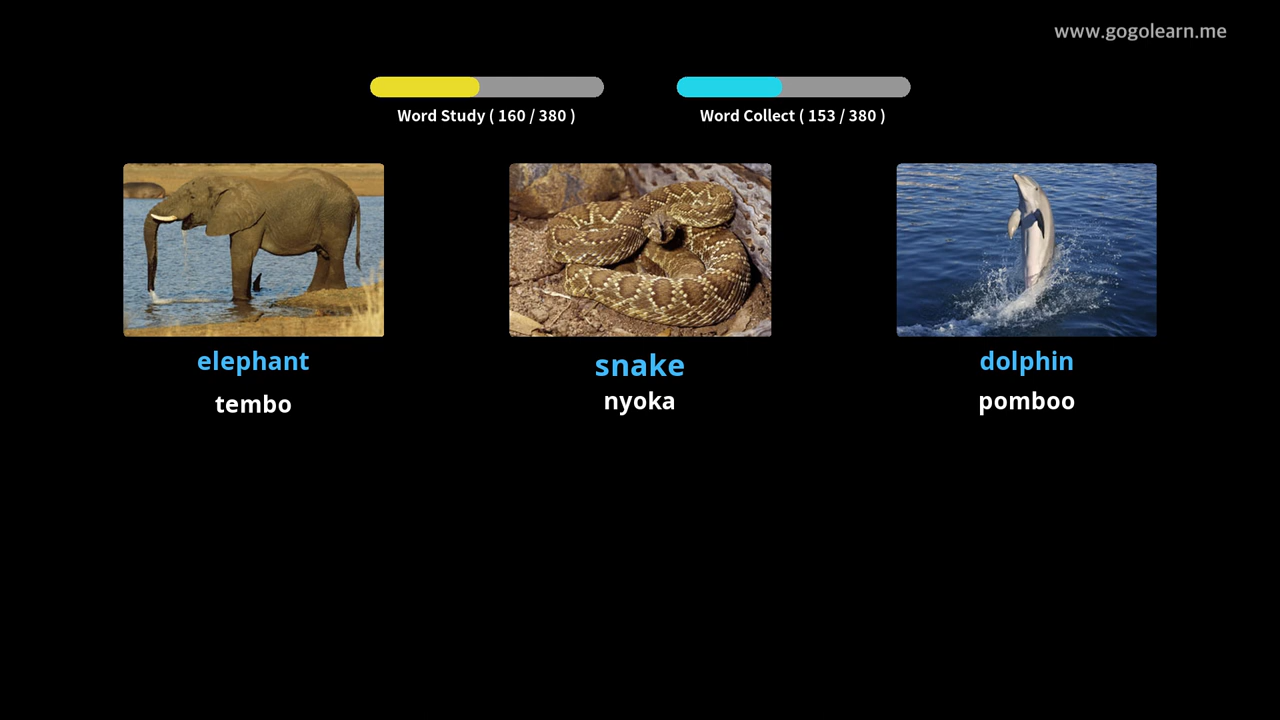 www.gogolearn.me
Word Study ( 160 / 380 )
Word Collect ( 153 / 380 )
elephant
snake
dolphin
tembo
nyoka
pomboo